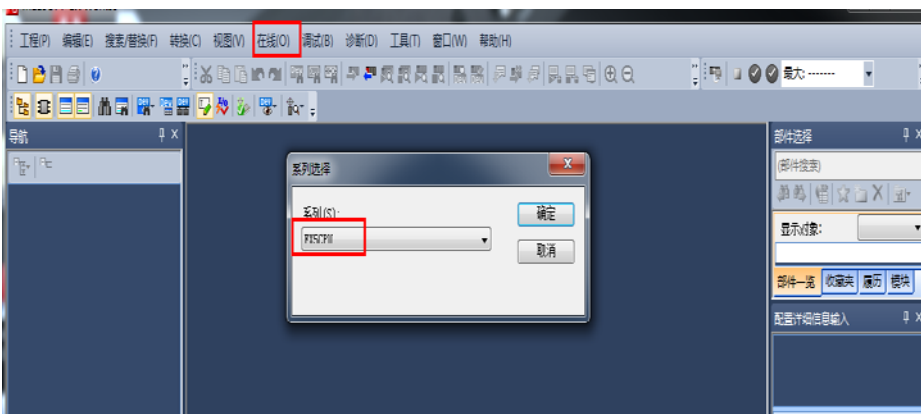 工程(P) 编辑(E) 搜索/替换(F) 转换(C) 视图(V) 在线(O) 调试(B) 诊断(D) 工具(T) 窗口(W) 帮助(H)
最大: -------
导航
部件选择
(部件搜索)
显示对象:
部件一览 收藏夹 履历 模块
配置详细信息输入
系列选择
系列(S):
确定
FX5CPU
取消